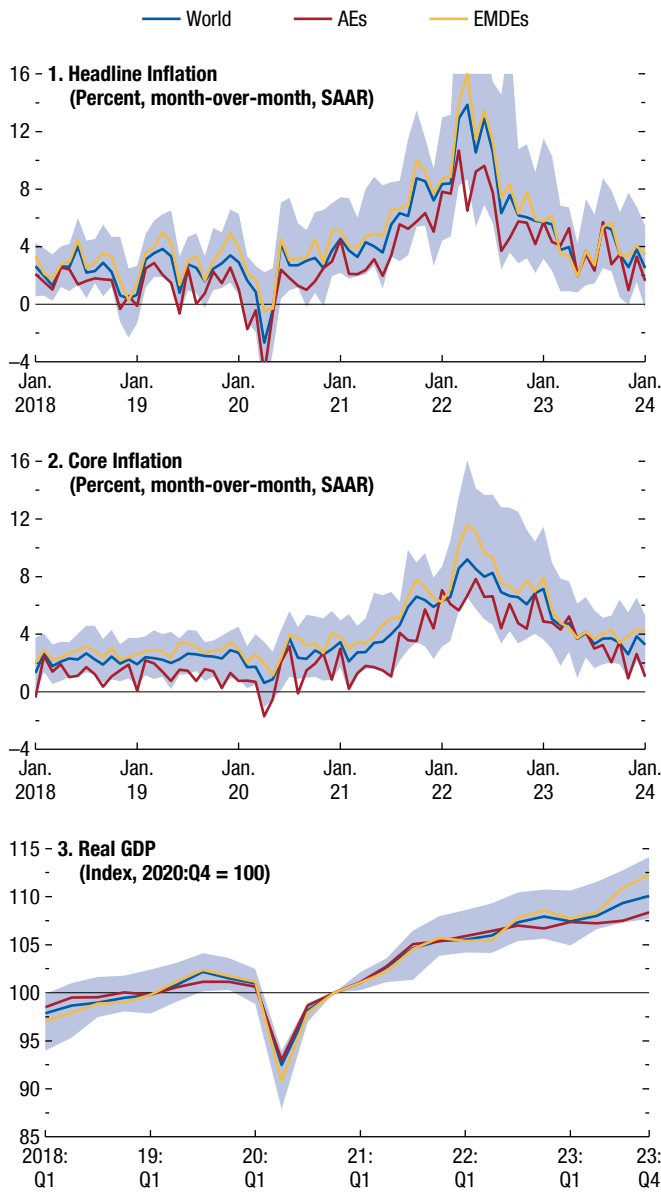 World AEs EMDEs
1. Headline Inflation
(Percent, month-over-month, SAAR)
16
12
8
4
0
–4
Jan. Jan. Jan. Jan. Jan. Jan. Jan.
2018 19 20 21 22 23 24
2. Core Inflation
(Percent, month-over-month, SAAR)
16
12
8
4
0
–4
Jan. Jan. Jan. Jan. Jan. Jan. Jan.
2018 19 20 21 22 23 24
3. Real GDP
(Index, 2020:Q4 = 100)
115
110
105
100
95
90
85
2018: 19: 20: 21: 22: 23: 23:
Q1 Q1 Q1 Q1 Q1 Q1 Q4